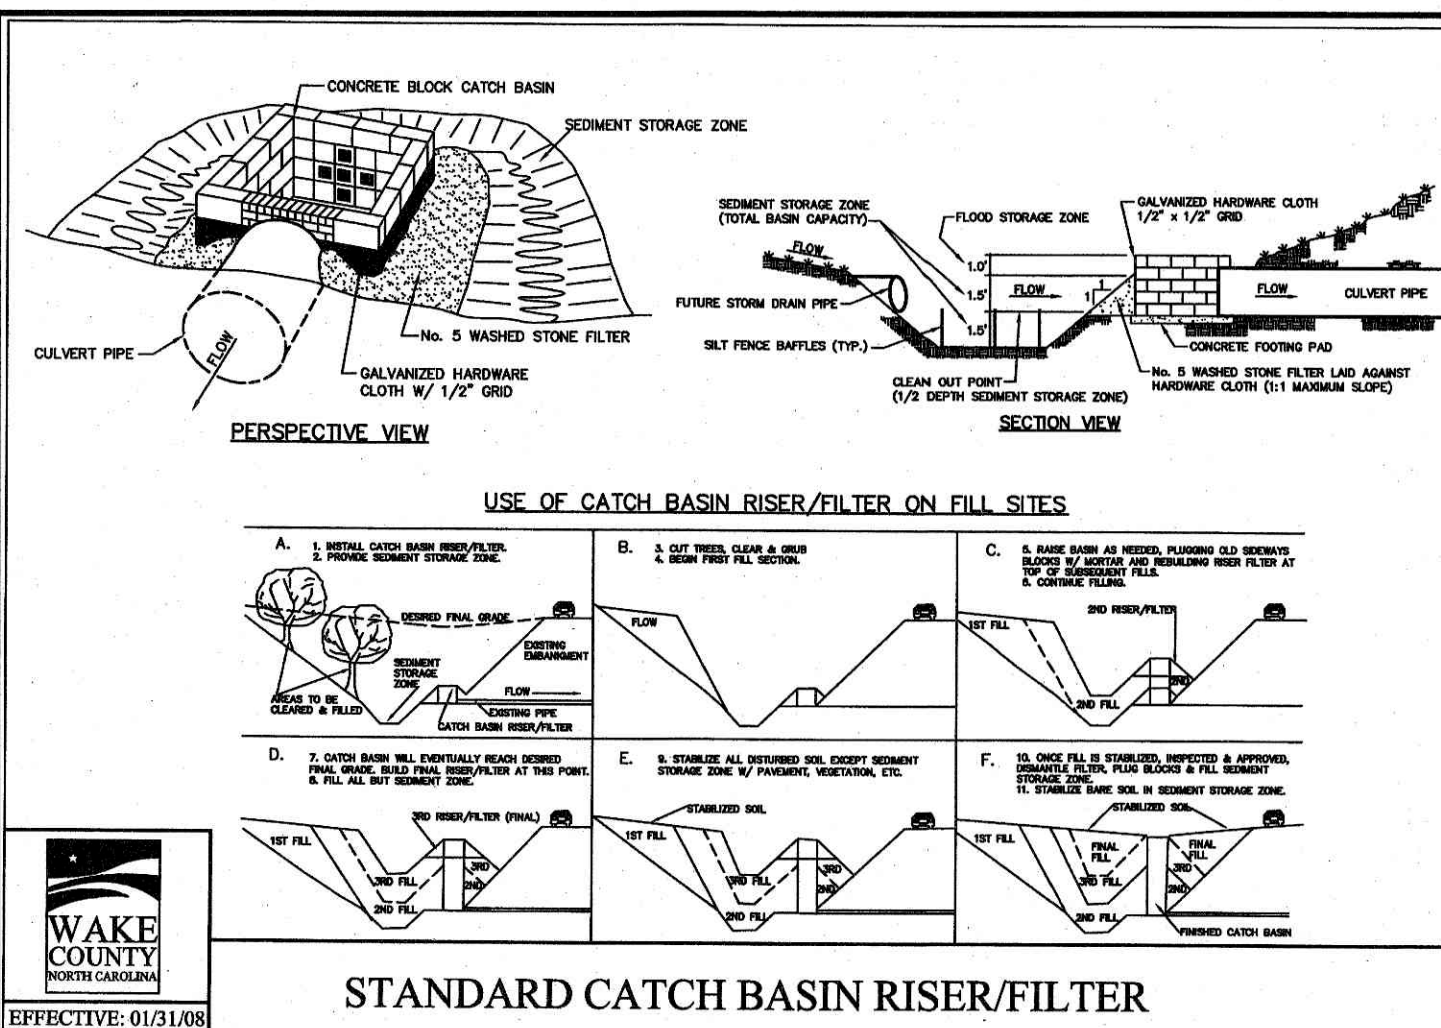 CONCRETE BLOCK CATCH BASIN
SEDIMENT STORAGE ZONE
No. 5 WASHED STONE FILTER
GALVANIZED HARDWARE
CLOTH W/ 1/2" GRID
CULVERT PIPE
FLOW
PERSPECTIVE VIEW
SEDIMENT STORAGE ZONE
(TOTAL BASIN CAPACITY)
FLOOD STORAGE ZONE
GALVANIZED HARDWARE CLOTH
1/2" x 1/2" GRID
FLOW
1.0'
1.5'
1.5'
FLOW
1
1
FLOW
CULVERT PIPE
FUTURE STORM DRAIN PIPE
SILT FENCE BAFFLES (TYP.)
CONCRETE FOOTING PAD
CLEAN OUT POINT
(1/2 DEPTH SEDIMENT STORAGE ZONE)
No. 5 WASHED STONE FILTER LAID AGAINST
HARDWARE CLOTH (1:1 MAXIMUM SLOPE)
SECTION VIEW
USE OF CATCH BASIN RISER/FILTER ON FILL SITES
A.
1. INSTALL CATCH BASIN RISER/FILTER.
2. PROVIDE SEDIMENT STORAGE ZONE.
DESIRED FINAL GRADE
EXISTING
EMBANKMENT
SEDIMENT
STORAGE
ZONE
FLOW
AREAS TO BE
CLEARED & FILLED
EXISTING PIPE
CATCH BASIN RISER/FILTER
B.
3. CUT TREES, CLEAR & GRUB
4. BEGIN FIRST FILL SECTION.
FLOW
C.
5. RAISE BASIN AS NEEDED, PLUGGING OLD SIDEWAYS
BLOCKS W/ MORTAR AND REBUILDING RISER FILTER AT
TOP OF SUBSEQUENT FILLS.
6. CONTINUE FILLING.
2ND RISER/FILTER
1ST FILL
2ND
2ND FILL
D.
7. CATCH BASIN WILL EVENTUALLY REACH DESIRED
FINAL GRADE. BUILD FINAL RISER/FILTER AT THIS POINT.
8. FILL ALL BUT SEDIMENT ZONE.
3RD RISER/FILTER (FINAL)
1ST FILL
3RD
3RD FILL
2ND
2ND FILL
E.
9. STABILIZE ALL DISTURBED SOIL EXCEPT SEDIMENT
STORAGE ZONE W/ PAVEMENT, VEGETATION, ETC.
STABILIZED SOIL
1ST FILL
3RD
3RD FILL
2ND
2ND FILL
F.
10. ONCE FILL IS STABILIZED, INSPECTED & APPROVED,
DISMANTLE FILTER, PLUG BLOCKS & FILL SEDIMENT
STORAGE ZONE.
11. STABILIZE BARE SOIL IN SEDIMENT STORAGE ZONE.
STABILIZED SOIL
1ST FILL
FINAL
FILL
FINAL
FILL
3RD
3RD FILL
2ND
2ND FILL
FINISHED CATCH BASIN
WAKE
COUNTY
NORTH CAROLINA
EFFECTIVE: 01/31/08
STANDARD CATCH BASIN RISER/FILTER